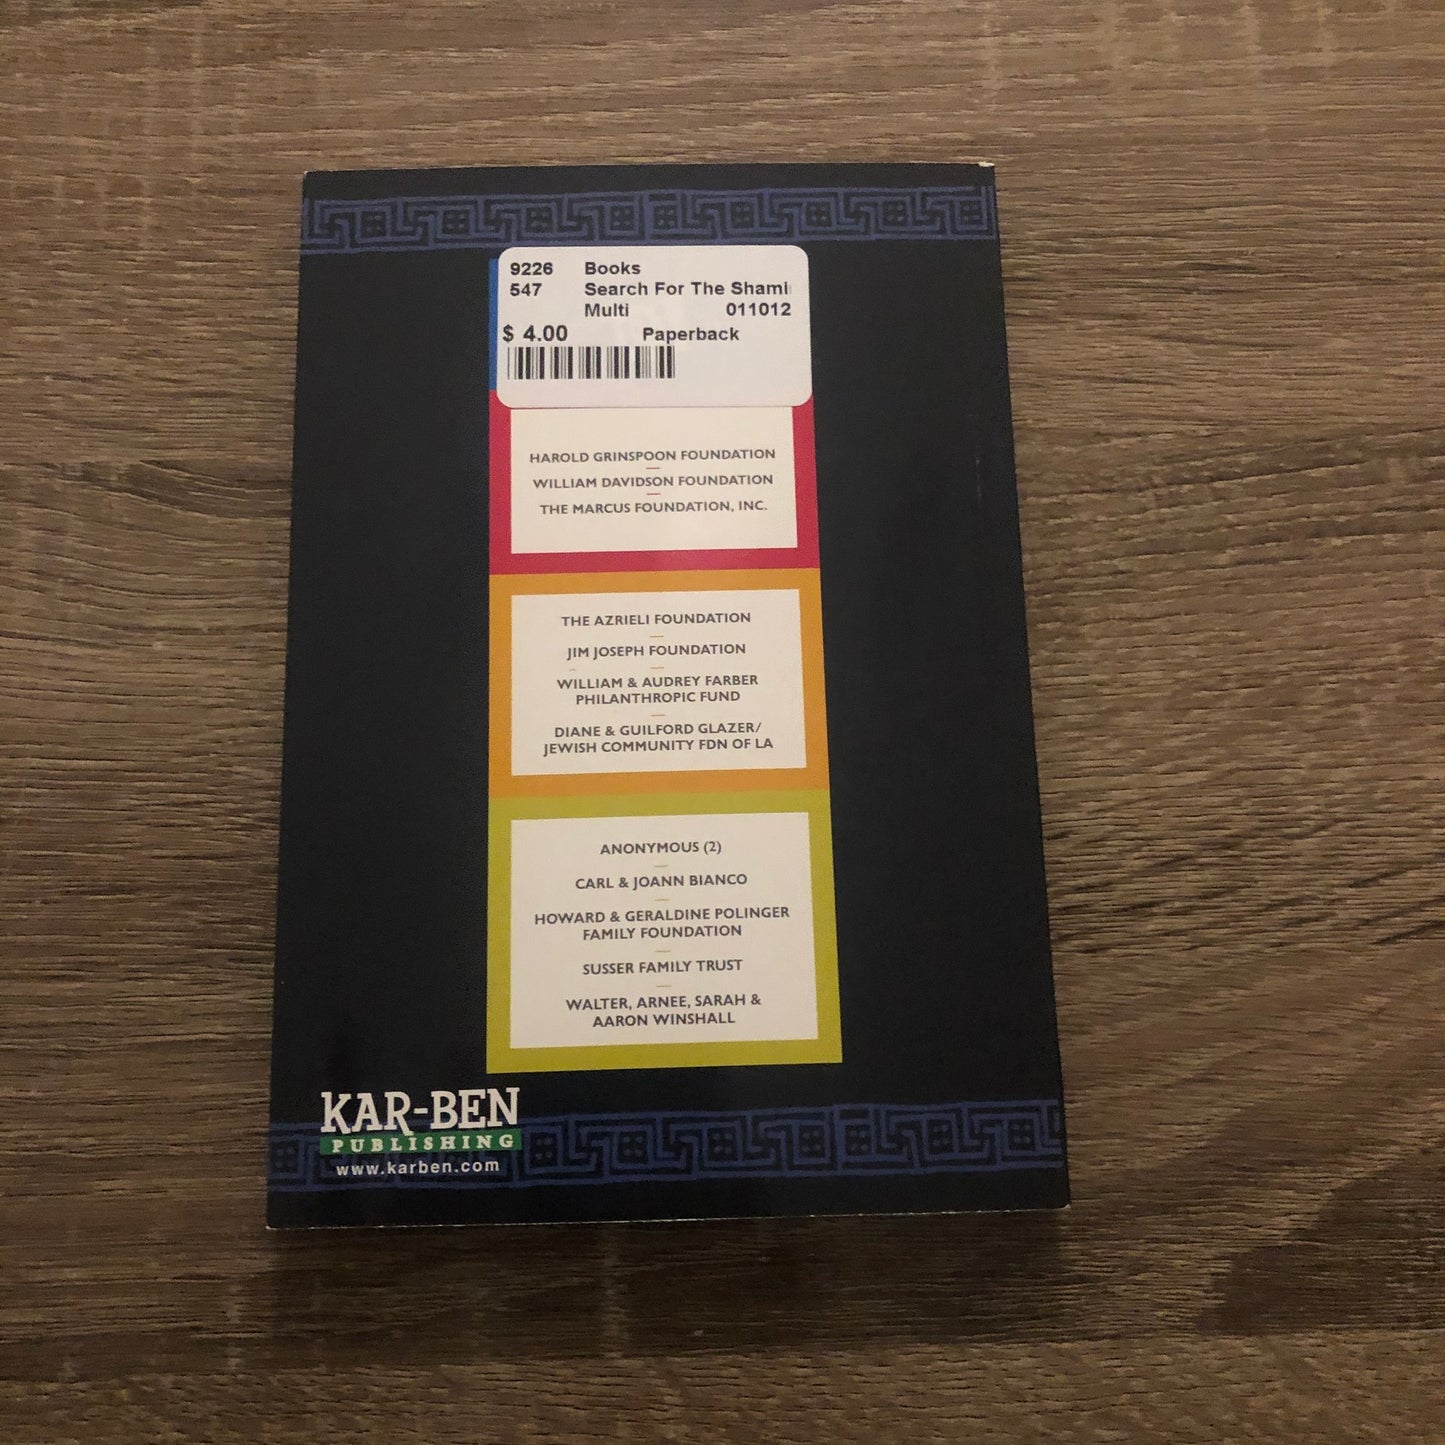 9226 Books
547 Search For The Shami
Multi 011012
$ 4.00 Paperback
HAROLD GRINSPOON FOUNDATION
WILLIAM DAVIDSON FOUNDATION
THE MARCUS FOUNDATION, INC.
THE AZRIELI FOUNDATION
JIM JOSEPH FOUNDATION
WILLIAM & AUDREY FARBER
PHILANTHROPIC FUND
DIANE & GUILFORD GLAZER/
JEWISH COMMUNITY FDN OF LA
ANONYMOUS (2)
CARL & JOANN BIANCO
HOWARD & GERALDINE POLINGER
FAMILY FOUNDATION
SUSSER FAMILY TRUST
WALTER, ARNEE, SARAH &
AARON WINSHALL
KAR-BEN
PUBLISHING
www.karben.com